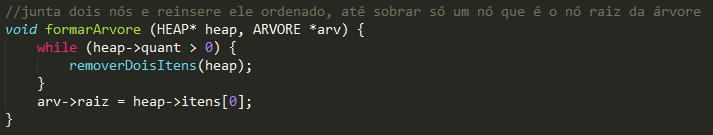 //junta dois nós e reinsere ele ordenado, até sobrar só um nó que é o nó raiz da árvore
void formarArvore (HEAP* heap, ARVORE *arv) {
    while (heap->quant > 0) {
        removerDoisItens(heap);
    }
    arv->raiz = heap->itens[0];
}